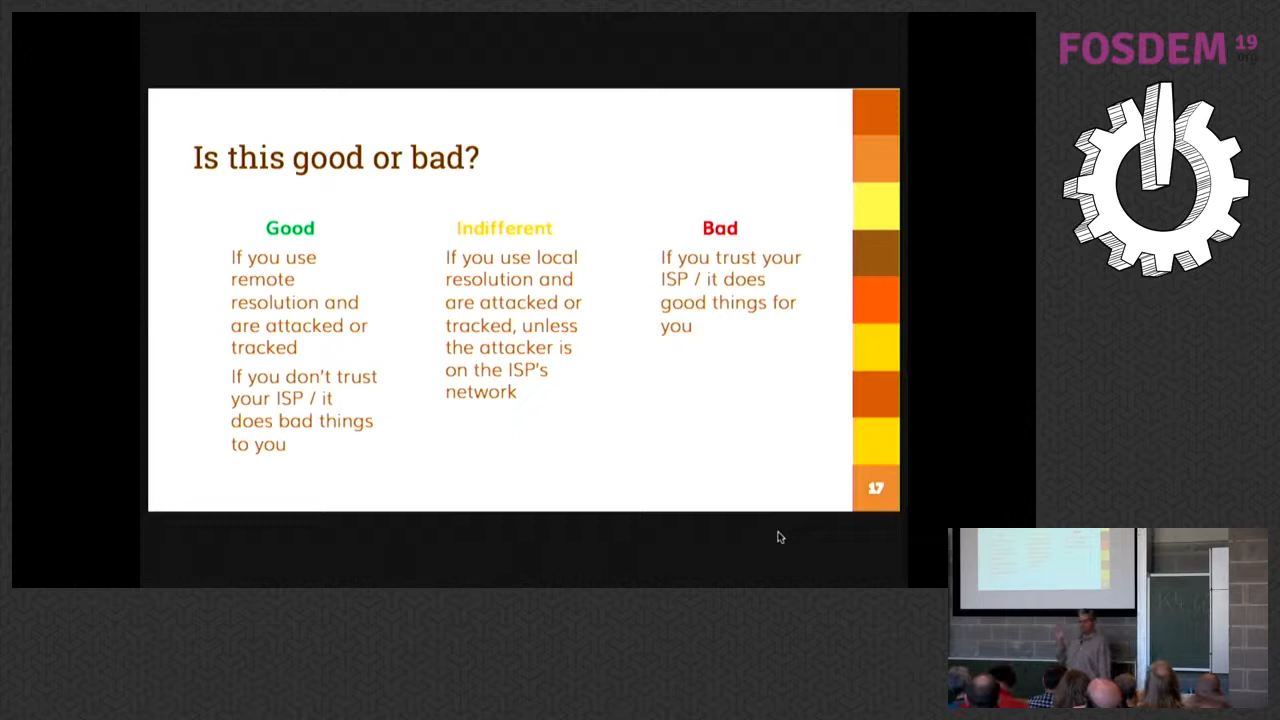 FOSDEM 19
.org
Is this good or bad?
Good
If you use
remote
resolution and
are attacked or
tracked
If you don't trust
your ISP / it
does bad things
to you
Indifferent
If you use local
resolution and
are attacked or
tracked, unless
the attacker is
on the ISP's
network
Bad
If you trust your
ISP / it does
good things for
you
17